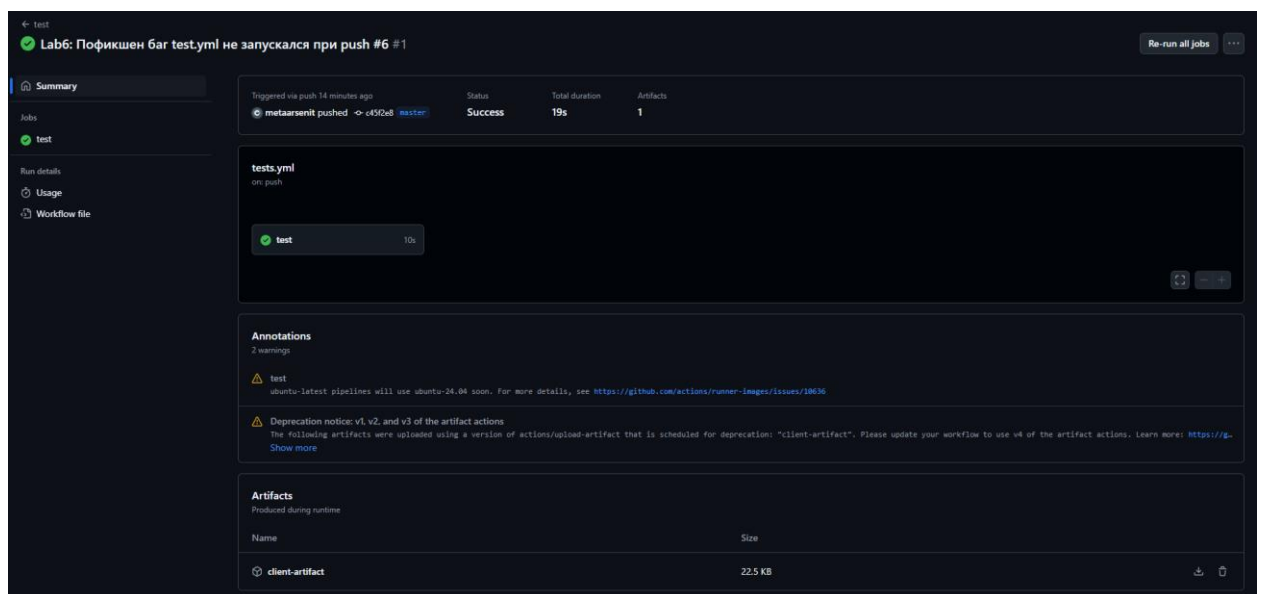 ← test
Lab6: Пофикшен баг test.yml не запускался при push #6 #1
Re-run all jobs
Summary
Jobs
test
Run details
Usage
Workflow file
Triggered via push 14 minutes ago
Status
Total duration
Artifacts
metaarsenit pushed c45f2e8 master
Success
19s
1
tests.yml
on: push
test 10s
Annotations
2 warnings
test
ubuntu-latest pipelines will use ubuntu-24.04 soon. For more details, see https://github.com/actions/runner-images/issues/10636
Deprecation notice: v1, v2, and v3 of the artifact actions
The following artifacts were uploaded using a version of actions/upload-artifact that is scheduled for deprecation: "client-artifact". Please update your workflow to use v4 of the artifact actions. Learn more: https://g…
Show more
Artifacts
Produced during runtime
Name Size
client-artifact 22.5 KB